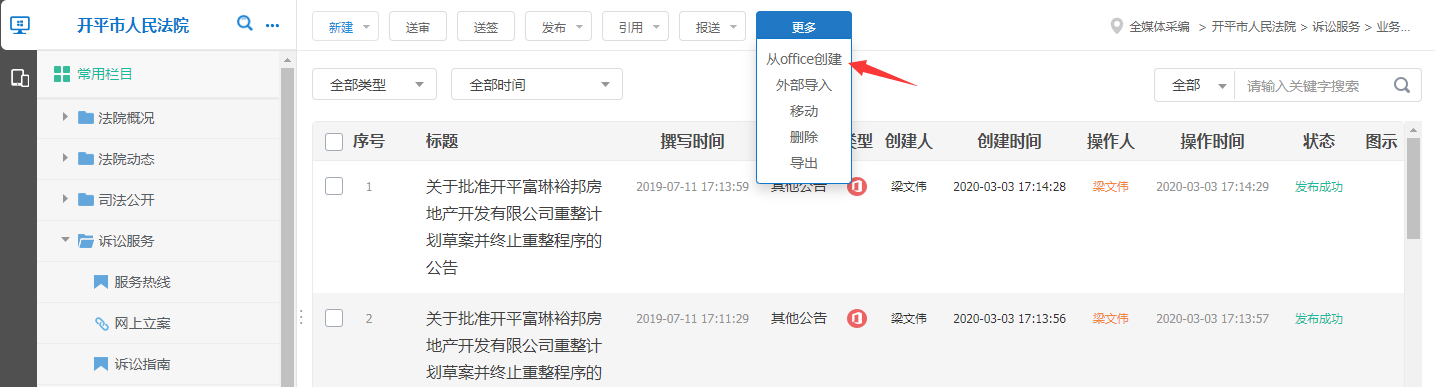 开平市人民法院
常用栏目
法院概况
法院动态
司法公开
诉讼服务
服务热线
网上立案
诉讼指南
新建 送审 送签 发布 引用 报送 更多
全媒体采编 > 开平市人民法院 > 诉讼服务 > 业务...
从office创建
外部导入
移动
删除
导出
全部类型 全部时间 全部 请输入关键字搜索
序号 标题 撰写时间 类型 创建人 创建时间 操作人 操作时间 状态 图示
1 关于批准开平富琳裕邦房 2019-07-11 17:13:59 其他公告 梁文伟 2020-03-03 17:14:28 梁文伟 2020-03-03 17:14:29 发布成功
地产开发有限公司重整计
划草案并终止重整程序的
公告
2 关于批准开平富琳裕邦房 2019-07-11 17:11:29 其他公告 梁文伟 2020-03-03 17:13:56 梁文伟 2020-03-03 17:13:57 发布成功
地产开发有限公司重整计
划草案并终止重整程序的